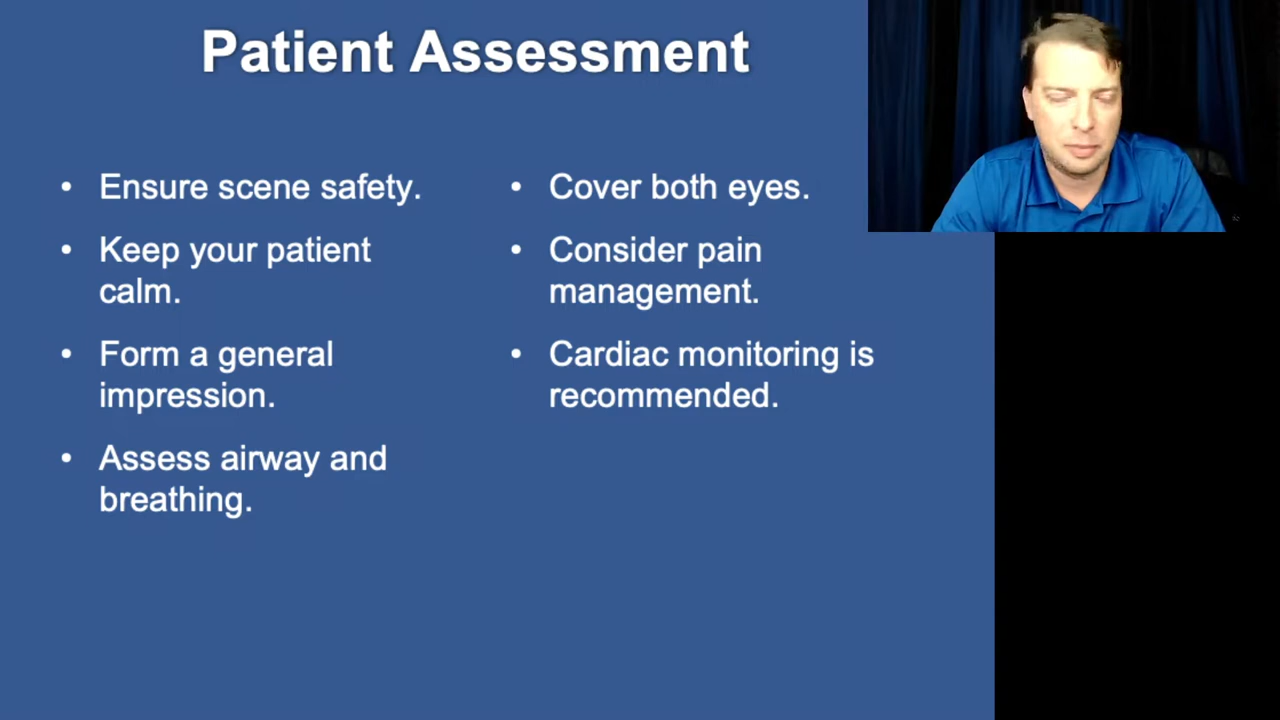 Patient Assessment
• Ensure scene safety.
• Keep your patient
calm.
• Form a general
impression.
• Assess airway and
breathing.
• Cover both eyes.
• Consider pain
management.
• Cardiac monitoring is
recommended.